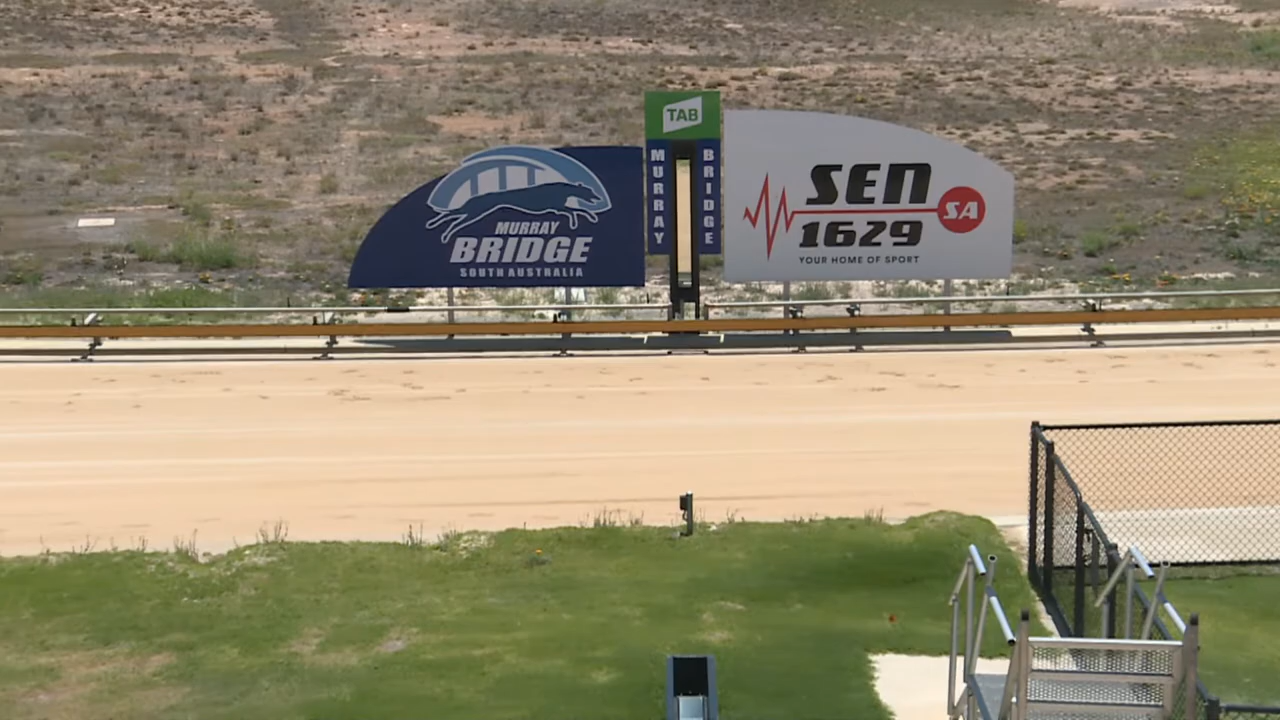 TAB
MURRAY
BRIDGE
MURRAY
BRIDGE
SOUTH AUSTRALIA
SEN
SA
1629
YOUR HOME OF SPORT